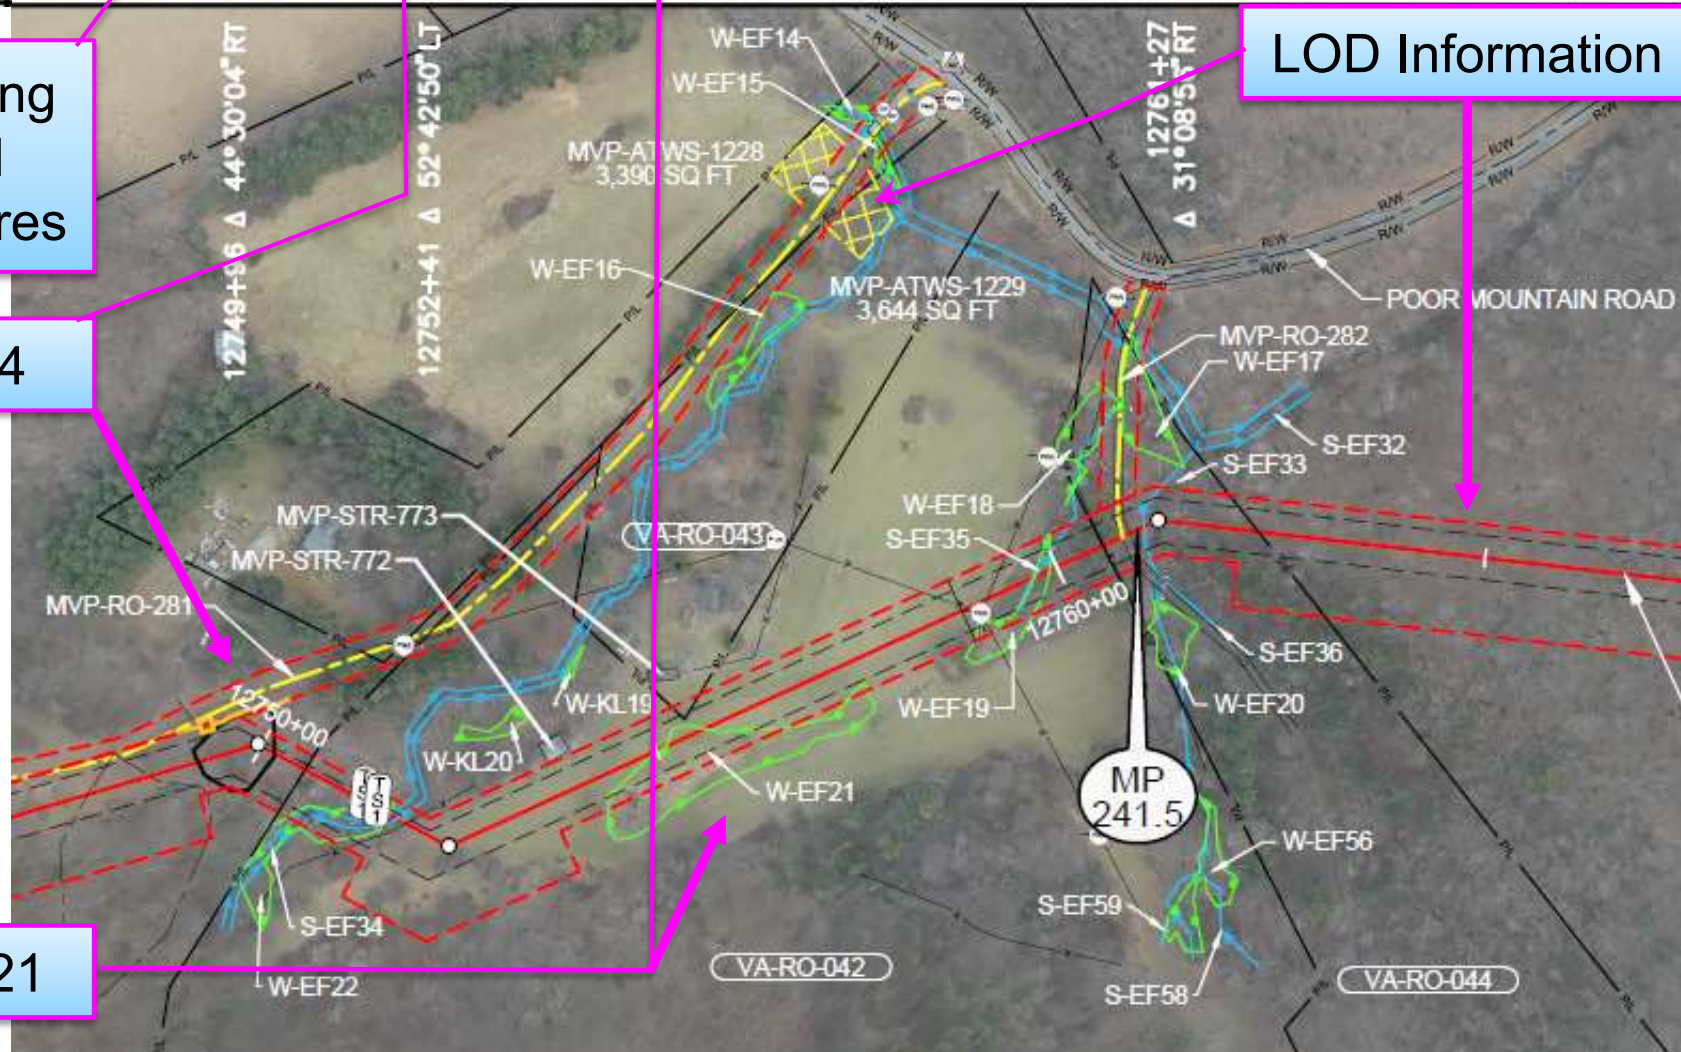 ng
res
4
21
LOD Information
12749+96 Δ 44°30'04" RT
12752+41 Δ 52°42'50" LT
12761+27
Δ 31°08'55" RT
W-EF14
W-EF15
MVP-ATWS-1228
3,390 SQ FT
W-EF16
MVP-ATWS-1229
3,644 SQ FT
POOR MOUNTAIN ROAD
MVP-RO-282
W-EF17
S-EF32
S-EF33
W-EF18
S-EF35
MVP-STR-773
VA-RO-043
MVP-STR-772
MVP-RO-281
12750+00
12760+00
S-EF36
W-KL19
W-EF19
W-EF20
W-KL20
W-EF21
MP
241.5
W-EF56
S-EF59
S-EF34
VA-RO-042
VA-RO-044
W-EF22
S-EF58
R/W
R/W
R/W
R/W
R/W
R/W
R/W
R/W
R/W
R/W
R/W
R/W
P/L
P/L
P/L
P/L
P/L
P/L
P/L
P/L
P/L
P/L
P/L
P/L